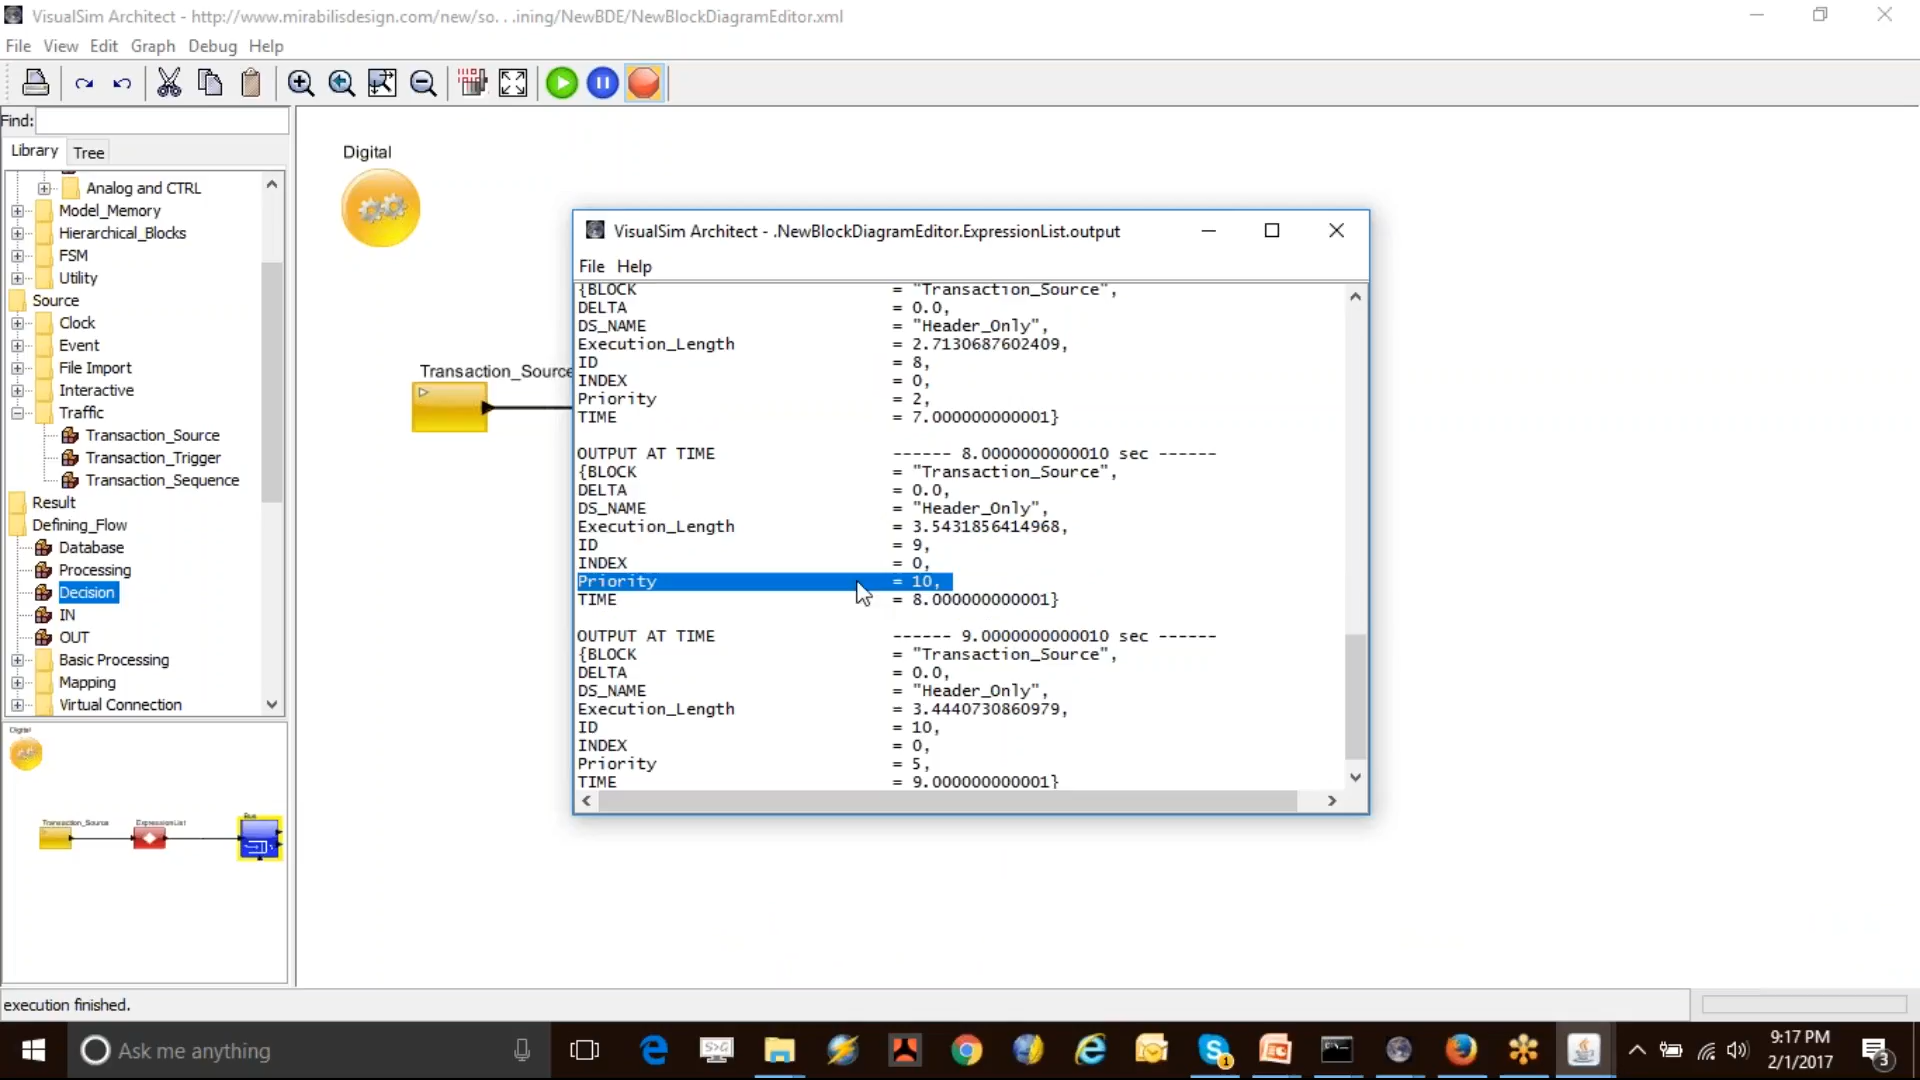 VisualSim Architect - http://www.mirabilisdesign.com/new/so. . .ining/NewBDE/NewBlockDiagramEditor.xml
File View Edit Graph Debug Help
Find:
Library Tree
Analog and CTRL
Model_Memory
Hierarchical_Blocks
FSM
Utility
Source
Clock
Event
File Import
Interactive
Traffic
Transaction_Source
Transaction_Trigger
Transaction_Sequence
Result
Defining_Flow
Database
Processing
Decision
IN
OUT
Basic Processing
Mapping
Virtual Connection
Digital
Transaction_Source
ExpressionList
Bus
Digital
Transaction_Source
VisualSim Architect - .NewBlockDiagramEditor.ExpressionList.output
File Help
{BLOCK = "Transaction_Source",
DELTA = 0.0,
DS_NAME = "Header_Only",
Execution_Length = 2.7130687602409,
ID = 8,
INDEX = 0,
Priority = 2,
TIME = 7.000000000001}
OUTPUT AT TIME ------ 8.0000000000010 sec ------
{BLOCK = "Transaction_Source",
DELTA = 0.0,
DS_NAME = "Header_Only",
Execution_Length = 3.5431856414968,
ID = 9,
INDEX = 0,
Priority = 10,
TIME = 8.000000000001}
OUTPUT AT TIME ------ 9.0000000000010 sec ------
{BLOCK = "Transaction_Source",
DELTA = 0.0,
DS_NAME = "Header_Only",
Execution_Length = 3.4440730860979,
ID = 10,
INDEX = 0,
Priority = 5,
TIME = 9.000000000001}
execution finished.
Ask me anything
9:17 PM
2/1/2017
1
3